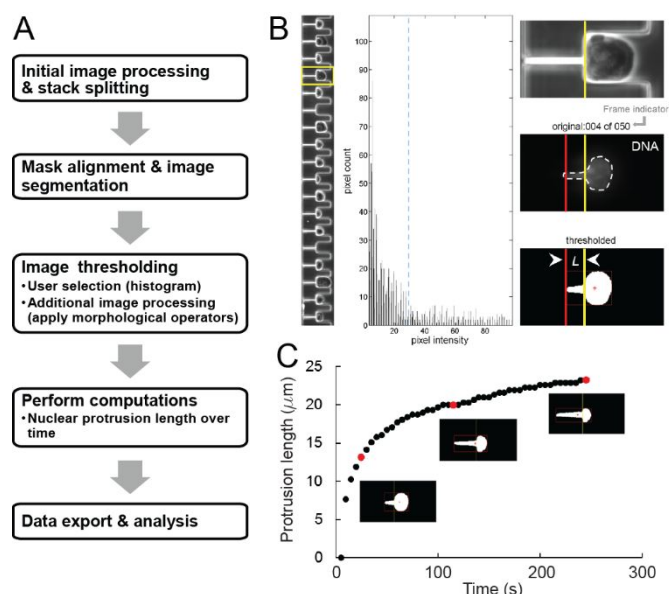 A
Initial image processing
& stack splitting
Mask alignment & image
segmentation
Image thresholding
•User selection (histogram)
•Additional image processing
(apply morphological operators)
Perform computations
•Nuclear protrusion length over
time
Data export & analysis
B
100
90
80
70
60
50
40
30
20
10
0
pixel count
20
40
60
80
pixel intensity
Frame indicator
original:004 of 050
DNA
thresholded
L
C
25
20
15
10
5
0
Protrusion length (μm)
0
100
200
300
Time (s)